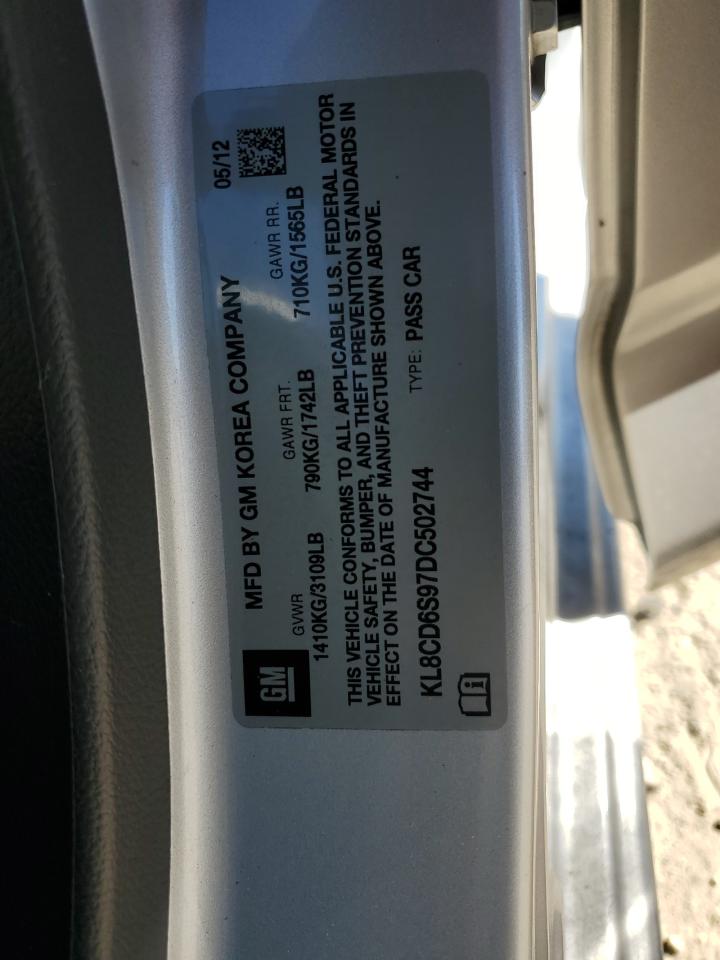 GM
MFD BY GM KOREA COMPANY 05/12
GVWR GAWR FRT. GAWR RR.
1410KG/3109LB 790KG/1742LB 710KG/1565LB
THIS VEHICLE CONFORMS TO ALL APPLICABLE U.S. FEDERAL MOTOR
VEHICLE SAFETY, BUMPER, AND THEFT PREVENTION STANDARDS IN
EFFECT ON THE DATE OF MANUFACTURE SHOWN ABOVE.
KL8CD6S97DC502744 TYPE: PASS CAR